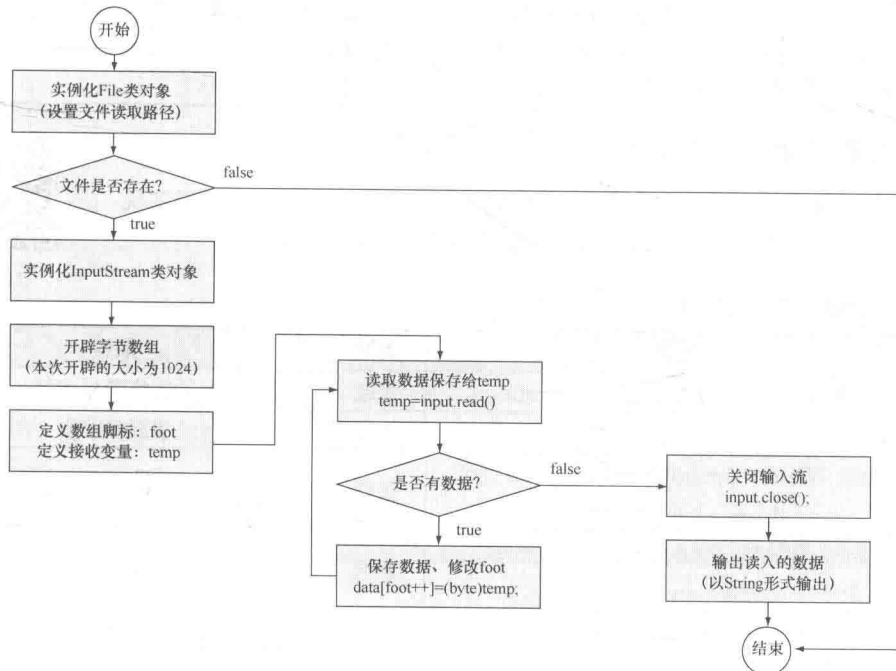 开始
实例化File类对象
（设置文件读取路径）
文件是否存在?
false
true
实例化InputStream类对象
开辟字节数组
（本次开辟的大小为1024）
定义数组脚标：foot
定义接收变量：temp
读取数据保存给temp
temp=input.read()
是否有数据?
false
true
保存数据、修改foot
data[foot++]=(byte)temp;
关闭输入流
input.close();
输出读入的数据
（以String形式输出）
结束